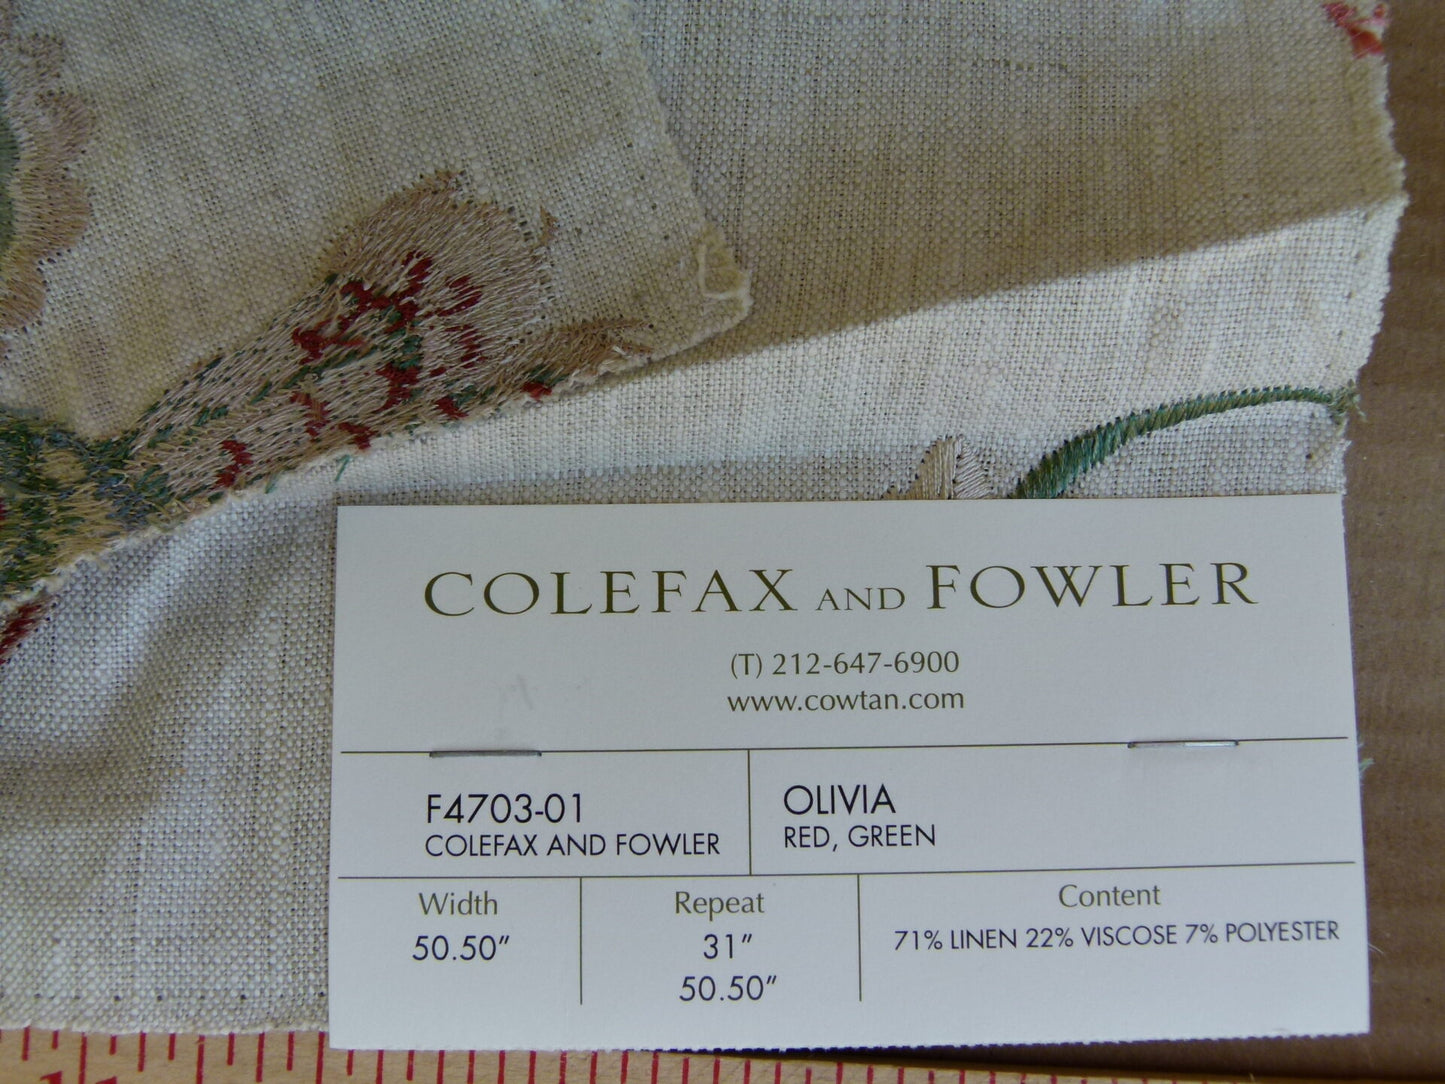 COLEFAX AND FOWLER
(T) 212-647-6900
www.cowtan.com
F4703-01
COLEFAX AND FOWLER
OLIVIA
RED, GREEN
Width
50.50"
Repeat
31"
50.50"
Content
71% LINEN 22% VISCOSE 7% POLYESTER